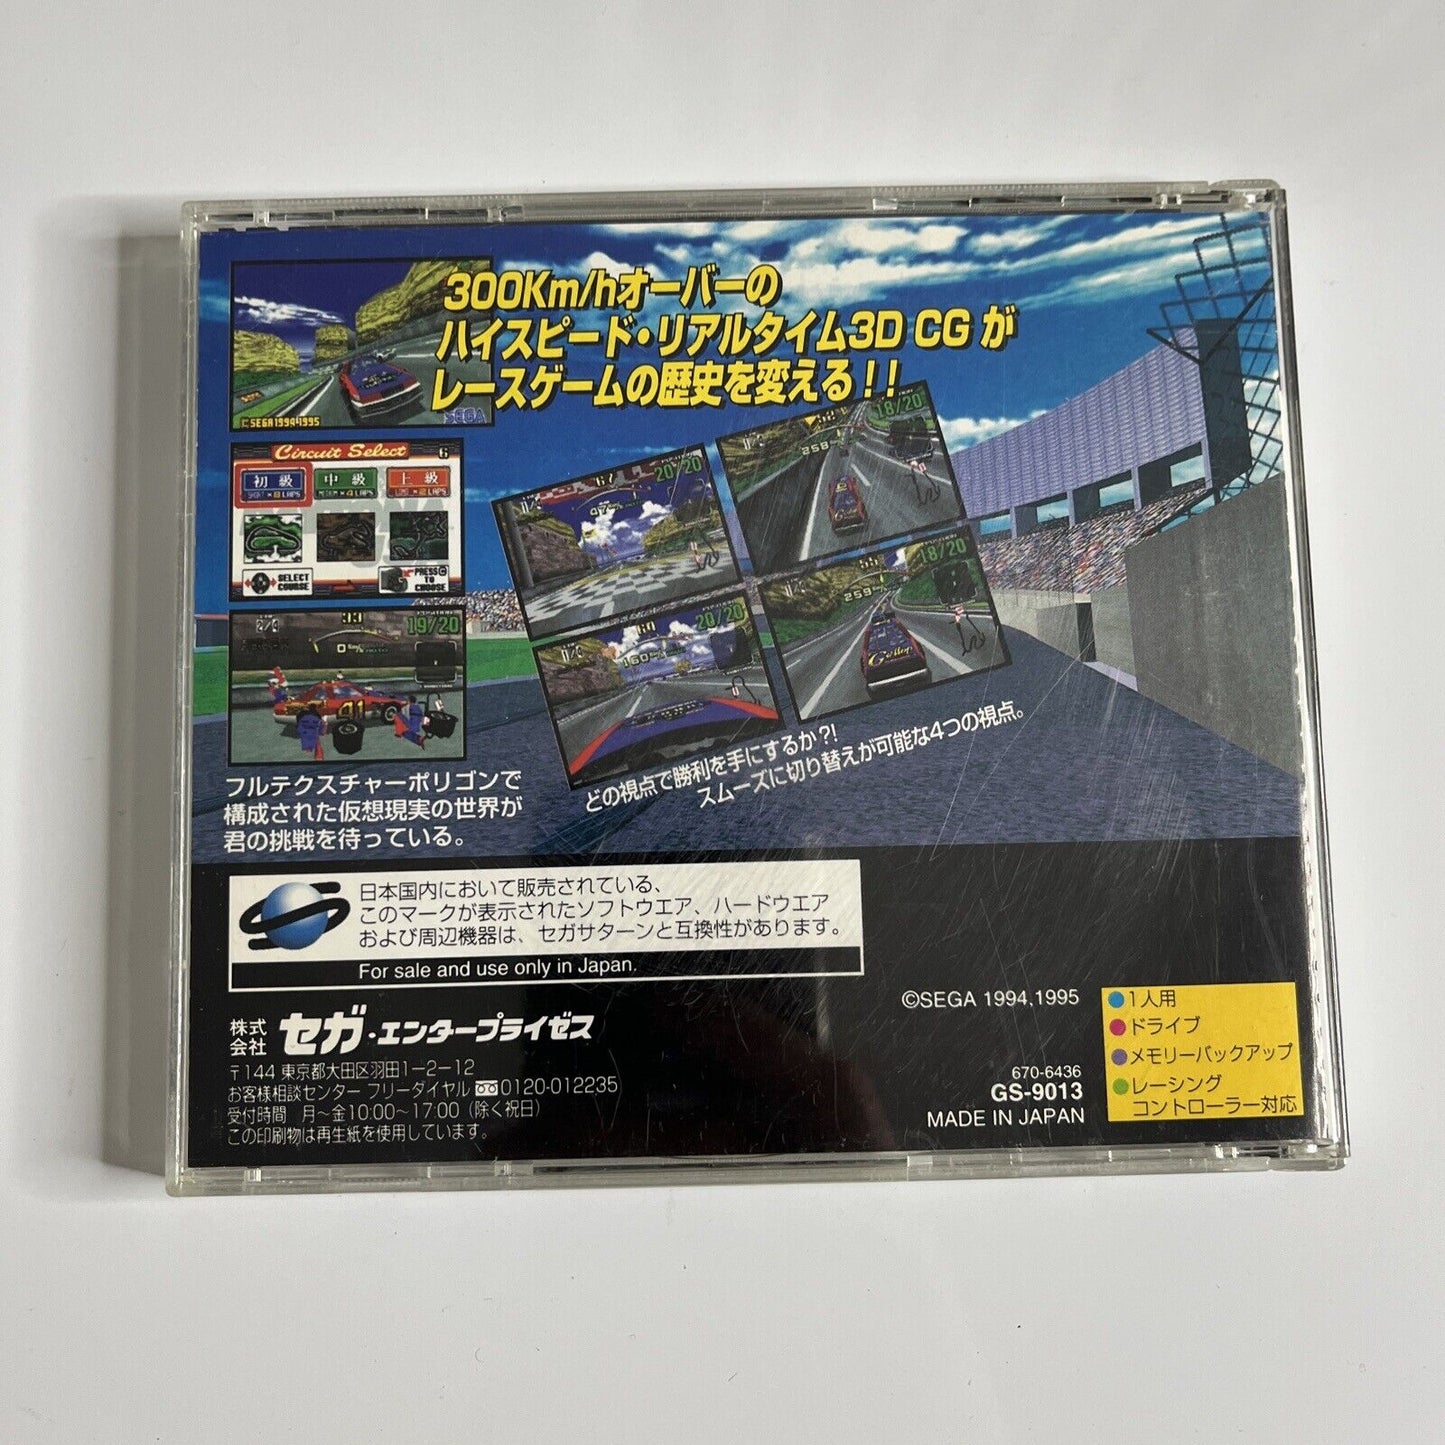 300Km/hオーバーの
ハイスピード・リアルタイム3D CG が
レースゲームの歴史を変える!!
©SEGA 1994,1995
SEGA
Circuit Select
6
初級 中級 上級
SELECT COURSE
PRESS C TO CHOOSE
33
19/20
41
67
20/20
52
258
18/20
20/20
160
55
259
18/20
Gallop
フルテクスチャーポリゴンで
構成された仮想現実の世界が
君の挑戦を待っている。
どの視点で勝利を手にするか?!
スムーズに切り替えが可能な4つの視点。
日本国内において販売されている、
このマークが表示されたソフトウエア、ハードウエア
および周辺機器は、セガサターンと互換性があります。
For sale and use only in Japan.
株式会社 セガ・エンタープライゼス
〒144 東京都大田区羽田1-2-12
お客様相談センター フリーダイヤル 0120-012235
受付時間 月〜金10:00〜17:00(除く祝日)
この印刷物は再生紙を使用しています。
©SEGA 1994,1995
670-6436
GS-9013
MADE IN JAPAN
1人用
ドライブ
メモリーバックアップ
レーシング
コントローラー対応